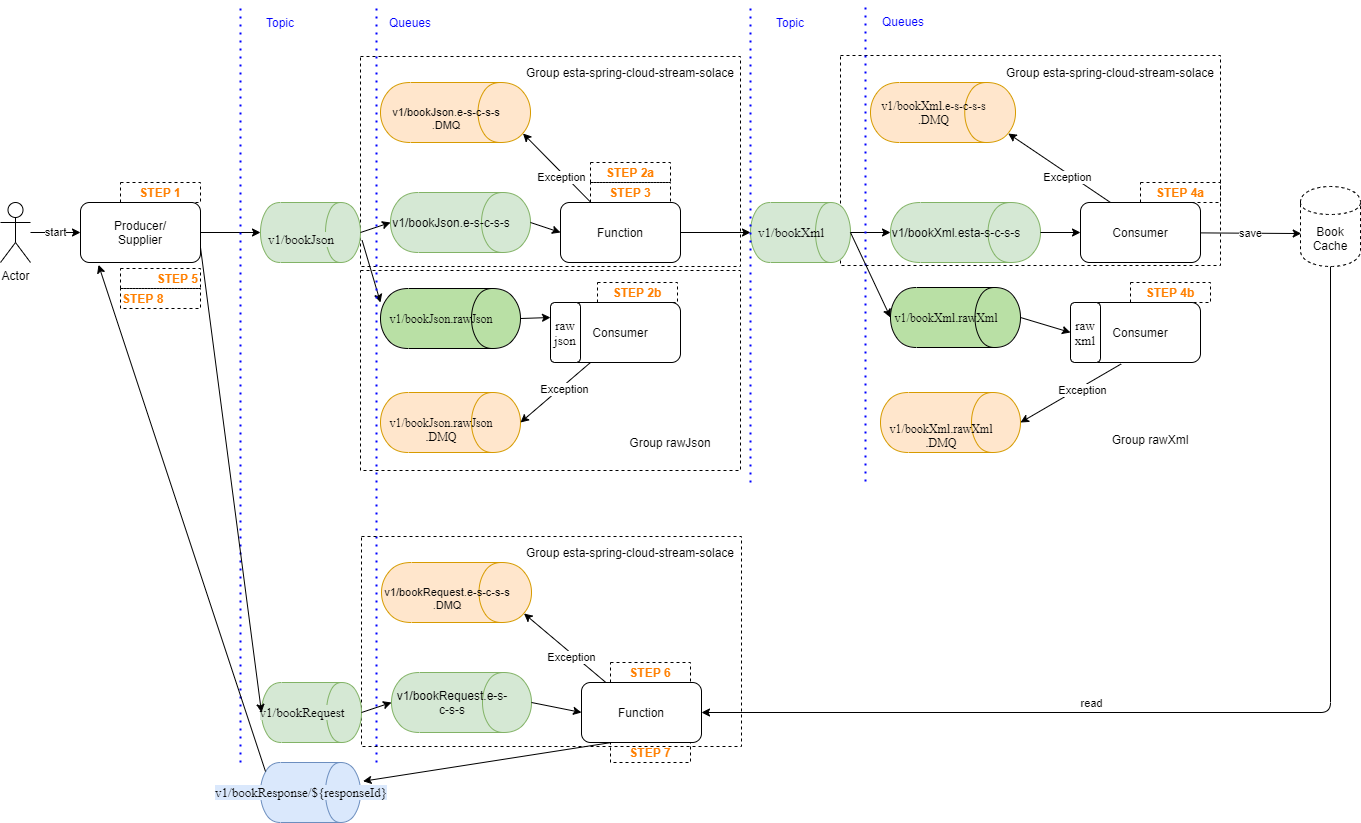 Topic
Queues
Topic
Queues
Group esta-spring-cloud-stream-solace
Group esta-spring-cloud-stream-solace
v1/bookJson.e-s-c-s-s
.DMQ
v1/bookXml.e-s-c-s-s
.DMQ
Exception
STEP 2a
STEP 3
Exception
STEP 4a
STEP 1
Producer/
Supplier
start
Actor
v1/bookJson
v1/bookJson.e-s-c-s-s
Function
v1/bookXml
v1/bookXml.esta-s-c-s-s
Consumer
save
Book
Cache
STEP 5
STEP 8
STEP 2b
STEP 4b
v1/bookJson.rawJson
raw
json
Consumer
v1/bookXml.rawXml
raw
xml
Consumer
Exception
Exception
v1/bookJson.rawJson
.DMQ
Group rawJson
v1/bookXml.rawXml
.DMQ
Group rawXml
Group esta-spring-cloud-stream-solace
v1/bookRequest.e-s-c-s-s
.DMQ
Exception
STEP 6
v1/bookRequest
v1/bookRequest.e-s-
c-s-s
Function
read
STEP 7
v1/bookResponse/${responseId}